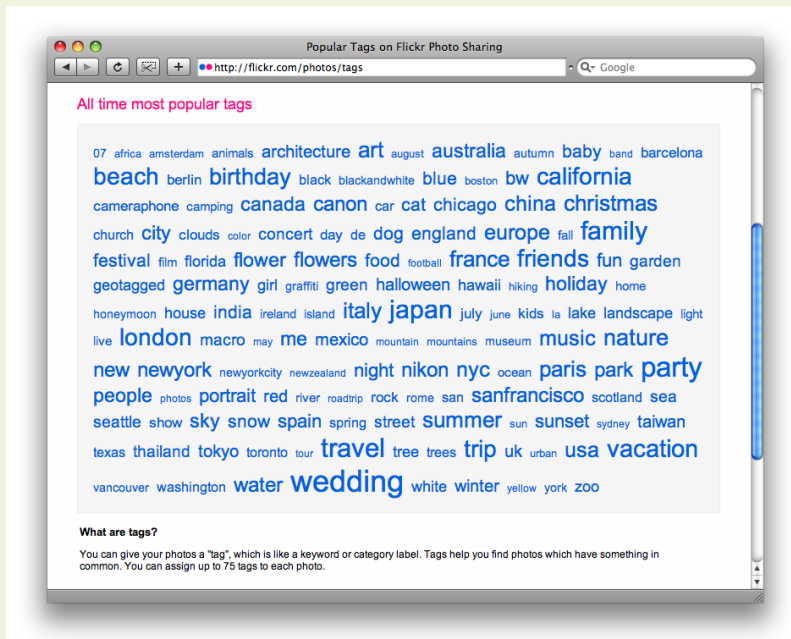 Popular Tags on Flickr Photo Sharing
http://flickr.com/photos/tags Google
All time most popular tags
07 africa amsterdam animals architecture art august australia autumn baby band barcelona
beach berlin birthday black blackandwhite blue boston bw california
cameraphone camping canada canon car cat chicago china christmas
church city clouds color concert day de dog england europe fall family
festival film florida flower flowers food football france friends fun garden
geotagged germany girl graffiti green halloween hawaii hiking holiday home
honeymoon house india ireland island italy japan july june kids la lake landscape light
live london macro may me mexico mountain mountains museum music nature
new newyork newyorkcity newzealand night nikon nyc ocean paris park party
people photos portrait red river roadtrip rock rome san sanfrancisco scotland sea
seattle show sky snow spain spring street summer sun sunset sydney taiwan
texas thailand tokyo toronto tour travel tree trees trip uk urban usa vacation
vancouver washington water wedding white winter yellow york zoo
What are tags?
You can give your photos a "tag", which is like a keyword or category label. Tags help you find photos which have something in
common. You can assign up to 75 tags to each photo.